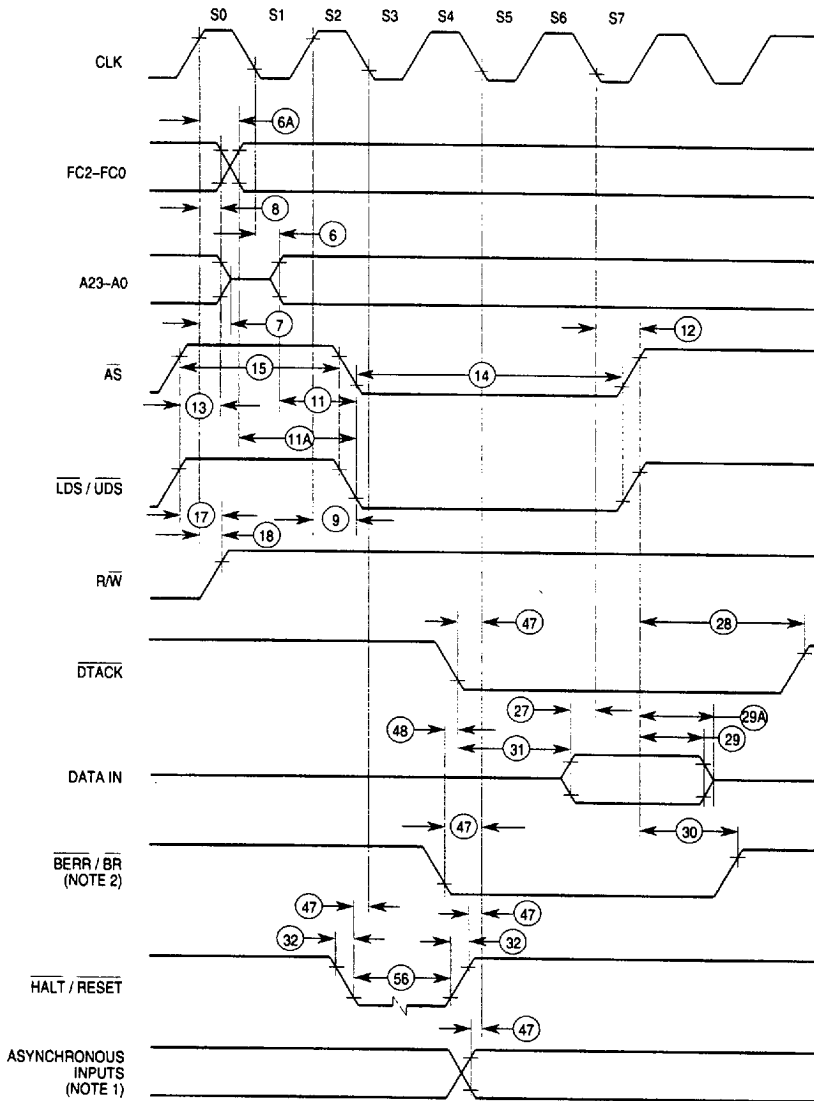 S0 S1 S2 S3 S4 S5 S6 S7
CLK
6A
FC2–FC0
8
6
A23–A0
7
12
AS
15
14
13
11
11A
LDS / UDS
17
9
18
R/W
47
28
DTACK
27
29A
48
29
31
DATA IN
47
30
BERR / BR
(NOTE 2)
47
47
32
32
56
HALT / RESET
47
ASYNCHRONOUS
INPUTS
(NOTE 1)